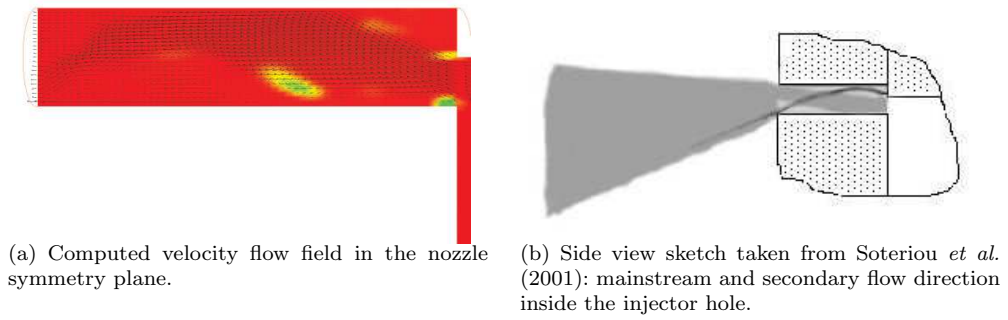 (a) Computed velocity flow field in the nozzle
symmetry plane.
(b) Side view sketch taken from Soteriou et al.
(2001): mainstream and secondary flow direction
inside the injector hole.